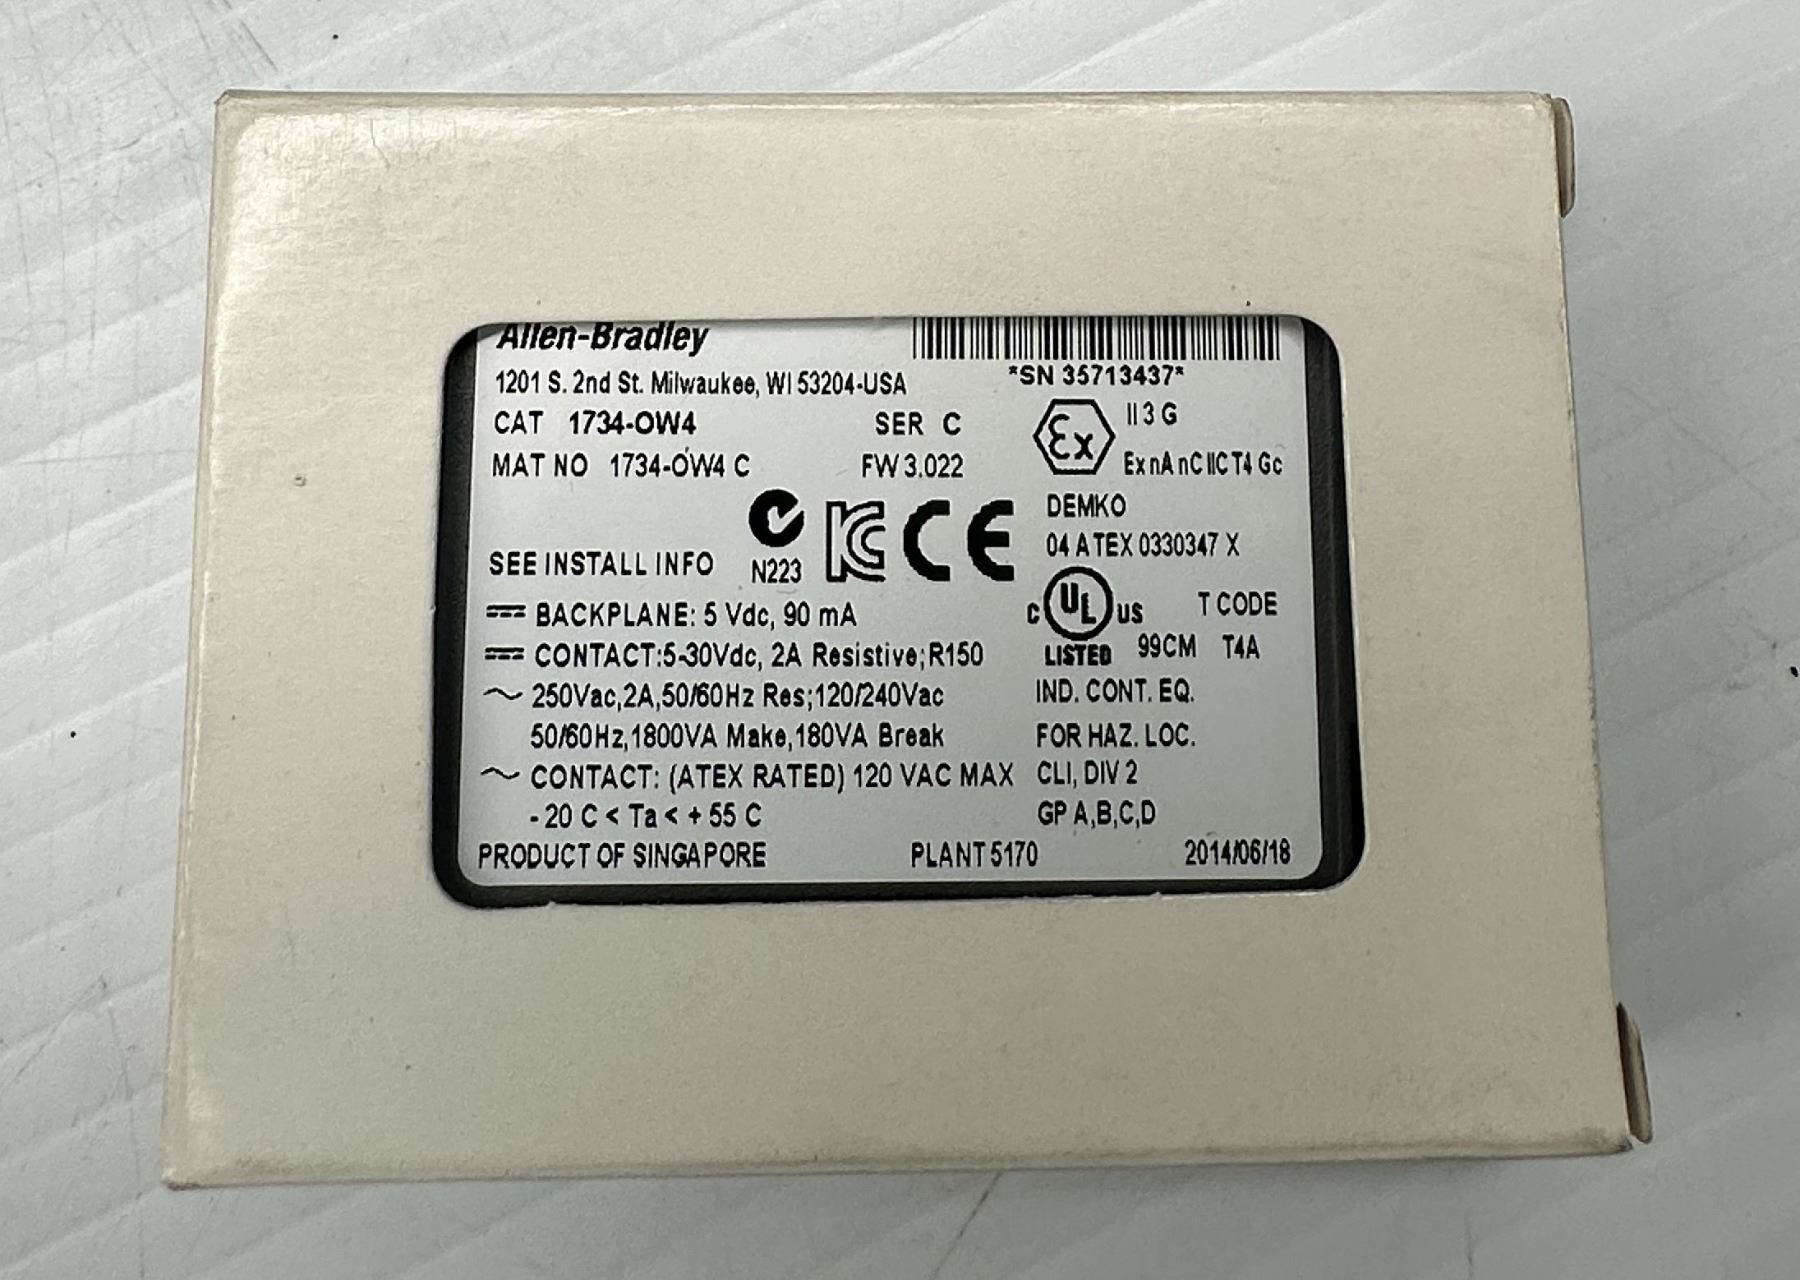 Allen-Bradley
1201 S. 2nd St. Milwaukee, WI 53204-USA
*SN 35713437*
CAT 1734-OW4 SER C
MAT NO 1734-OW4 C FW 3.022
Ex II 3 G
Ex nA nC IIC T4 Gc
DEMKO
04 ATEX 0330347 X
SEE INSTALL INFO
N223
KC CE
BACKPLANE: 5 Vdc, 90 mA
CONTACT:5-30Vdc, 2A Resistive;R150
~ 250Vac,2A,50/60Hz Res;120/240Vac
50/60Hz,1800VA Make,180VA Break
~ CONTACT: (ATEX RATED) 120 VAC MAX
- 20 C < Ta < + 55 C
C UL US T CODE
LISTED 99CM T4A
IND. CONT. EQ.
FOR HAZ. LOC.
CLI, DIV 2
GP A,B,C,D
PRODUCT OF SINGAPORE PLANT 5170 2014/06/18